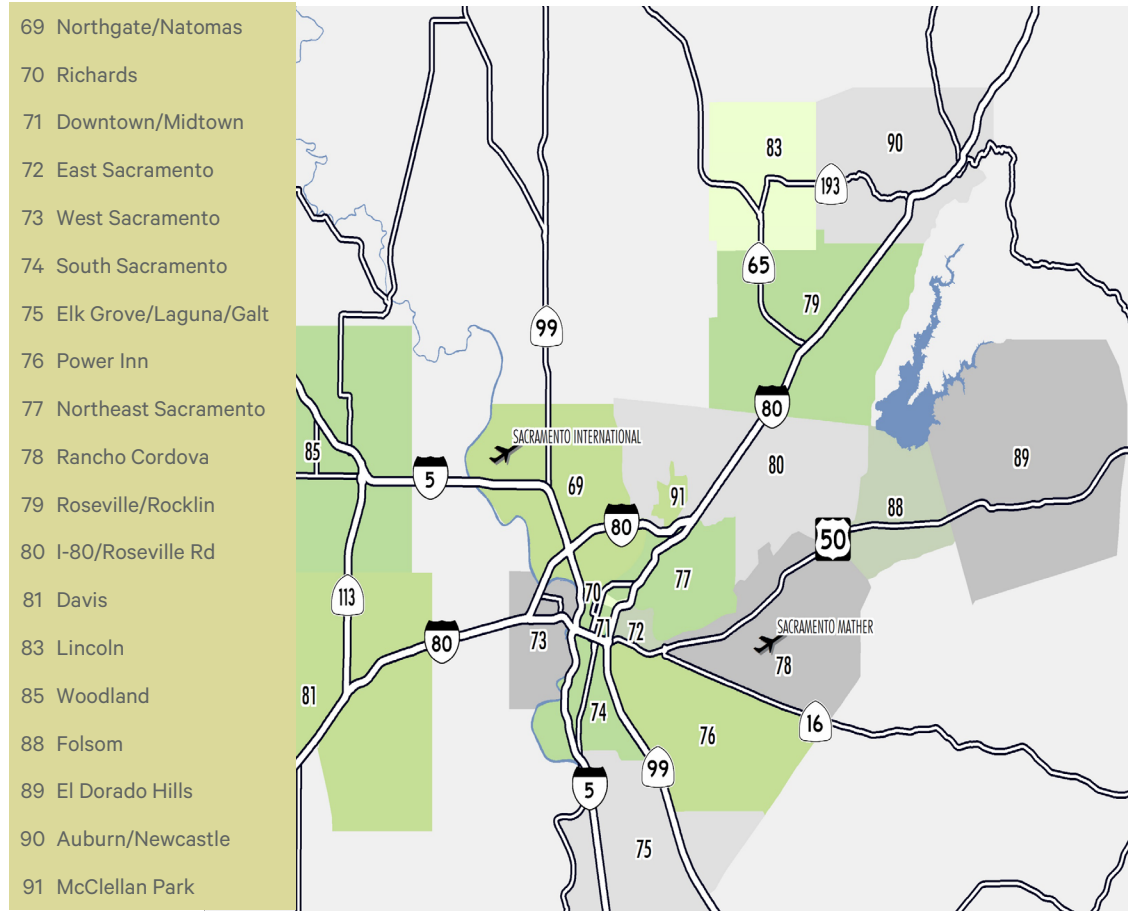 69 Northgate/Natomas
70 Richards
71 Downtown/Midtown
72 East Sacramento
73 West Sacramento
74 South Sacramento
75 Elk Grove/Laguna/Galt
76 Power Inn
77 Northeast Sacramento
78 Rancho Cordova
79 Roseville/Rocklin
80 I-80/Roseville Rd
81 Davis
83 Lincoln
85 Woodland
88 Folsom
89 El Dorado Hills
90 Auburn/Newcastle
91 McClellan Park
83
90
193
65
79
99
80
SACRAMENTO INTERNATIONAL
85
5
69
91
80
89
88
80
50
77
113
70
71
72
73
80
SACRAMENTO MATHER
78
81
74
76
16
99
5
75